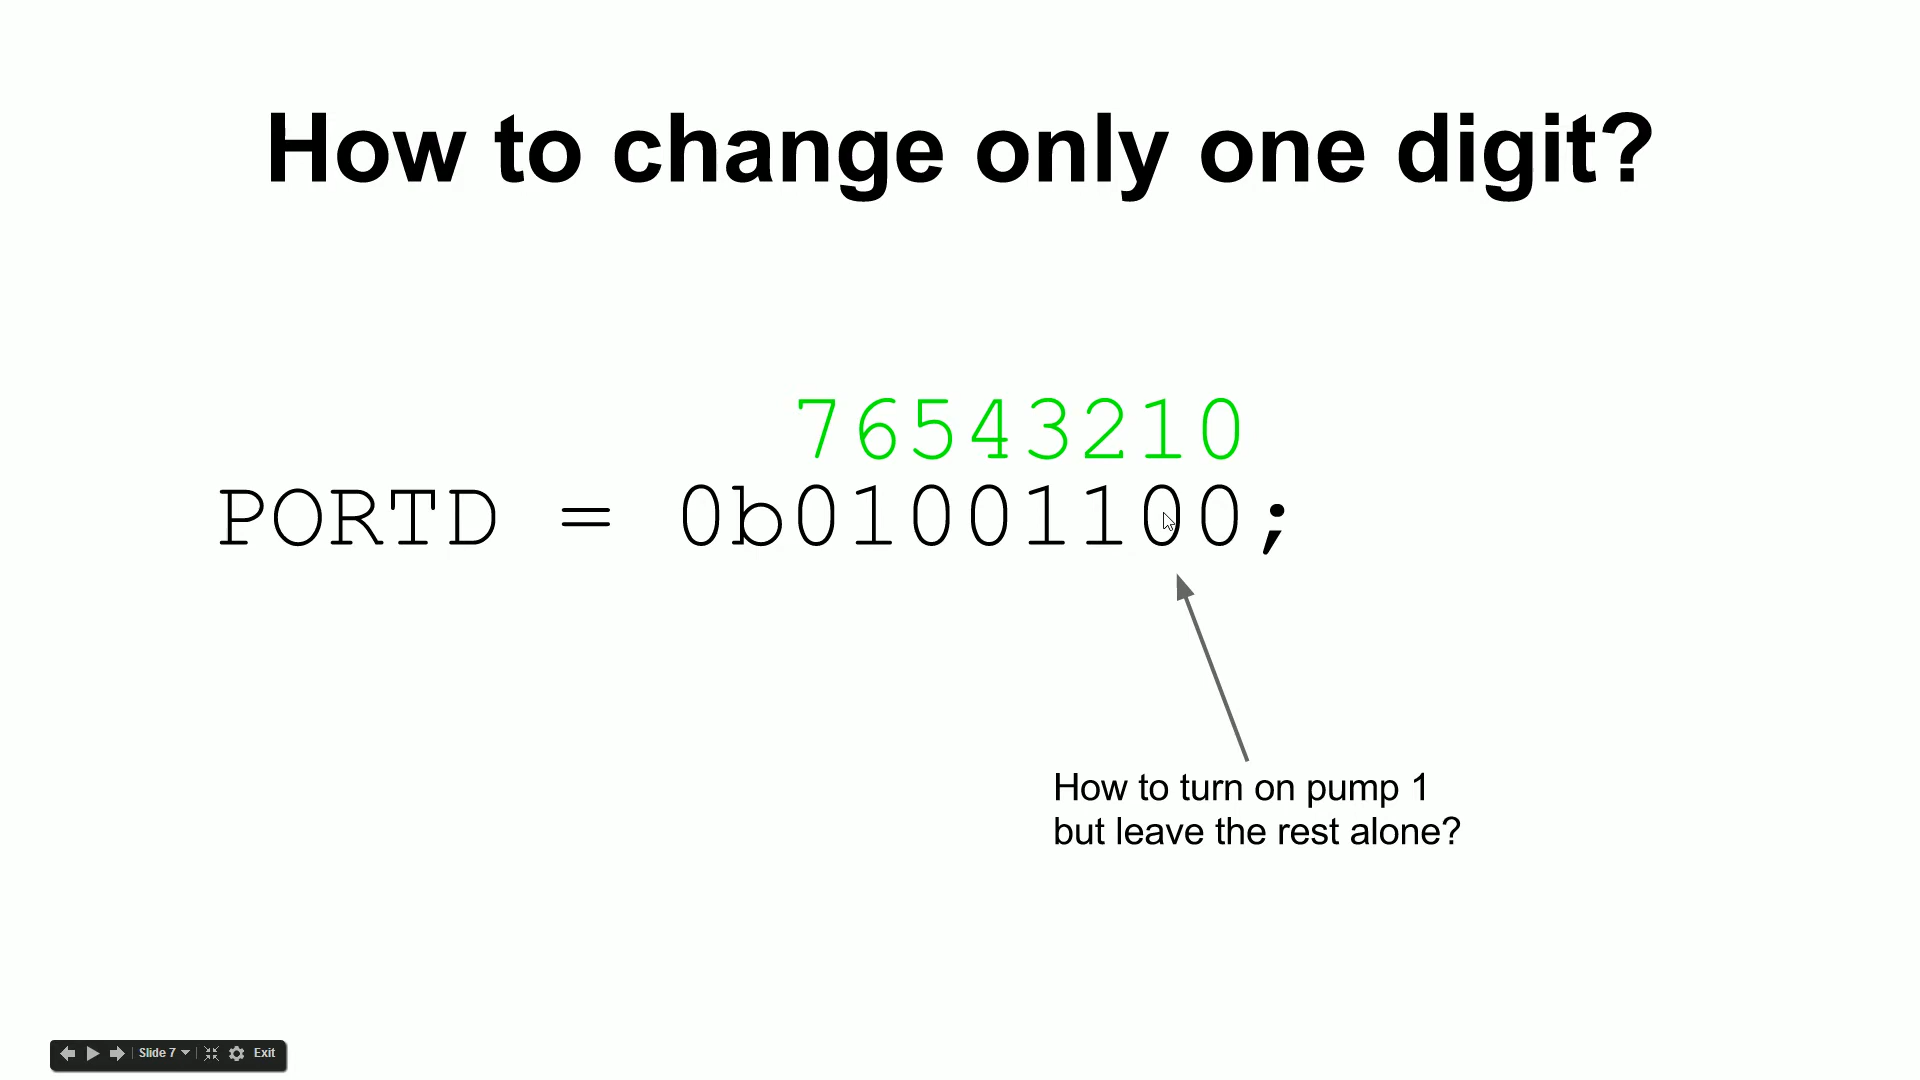 How to change only one digit?
76543210
PORTD = 0b01001100;
How to turn on pump 1
but leave the rest alone?
Slide 7
Exit